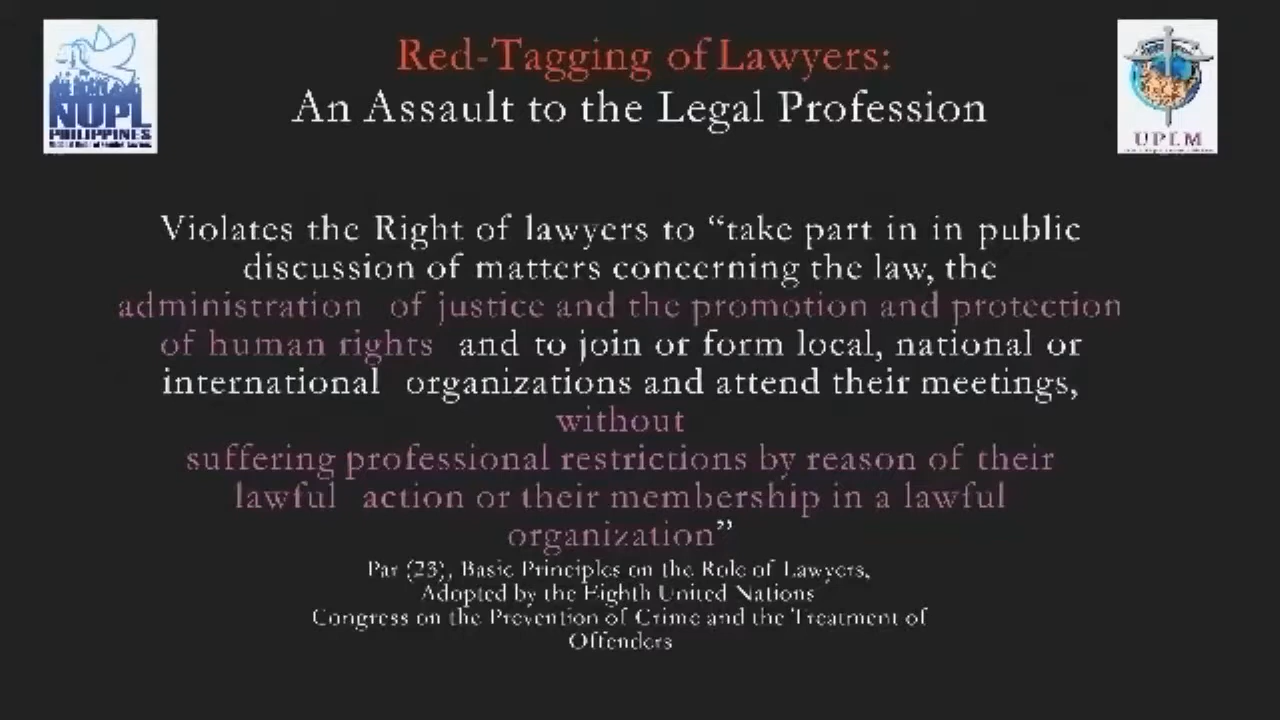 NUPL
PHILIPPINES
UPLM
Red-Tagging of Lawyers:
An Assault to the Legal Profession
Violates the Right of lawyers to “take part in in public
discussion of matters concerning the law, the
administration of justice and the promotion and protection
of human rights and to join or form local, national or
international organizations and attend their meetings,
without
suffering professional restrictions by reason of their
lawful action or their membership in a lawful
organization”
Par (23), Basic Principles on the Role of Lawyers,
Adopted by the Eighth United Nations
Congress on the Prevention of Crime and the Treatment of
Offenders